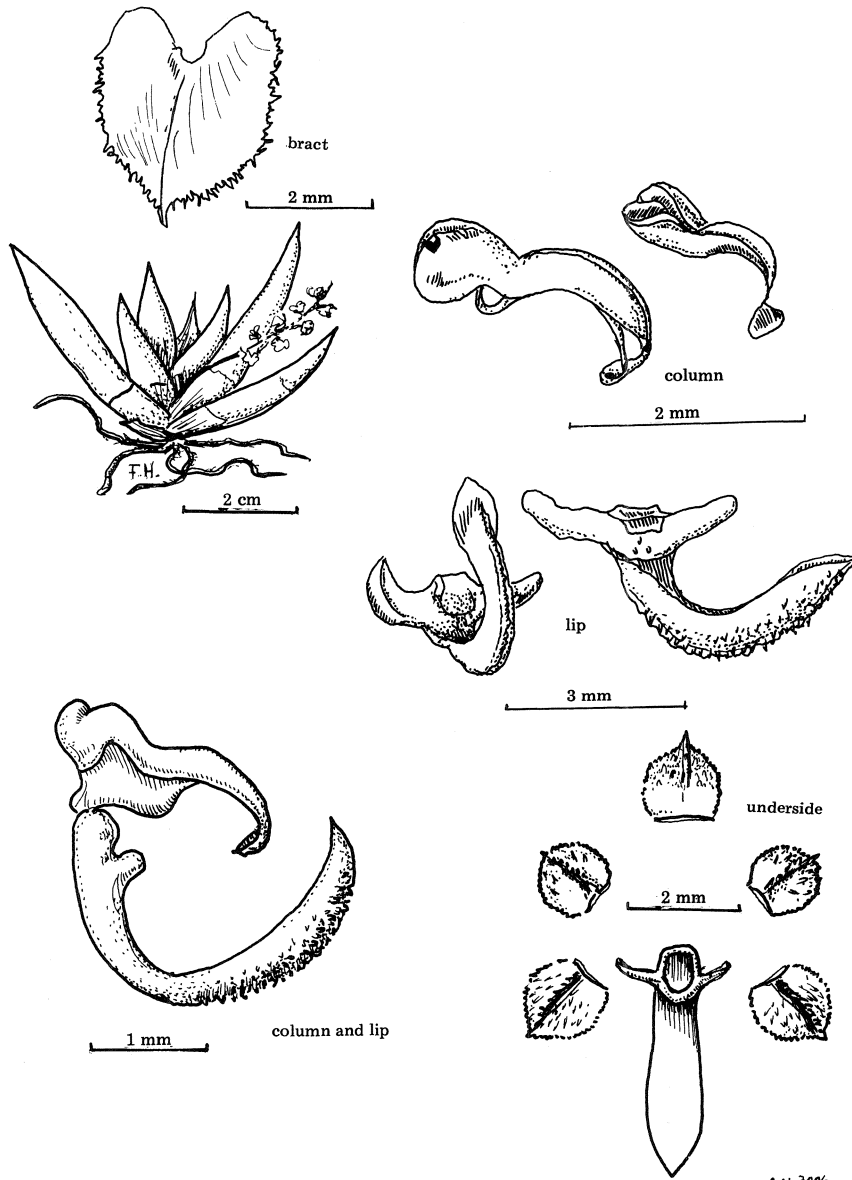 bract
2 mm
column
2 mm
F.H.
2 cm
lip
3 mm
underside
2 mm
1 mm
column and lip